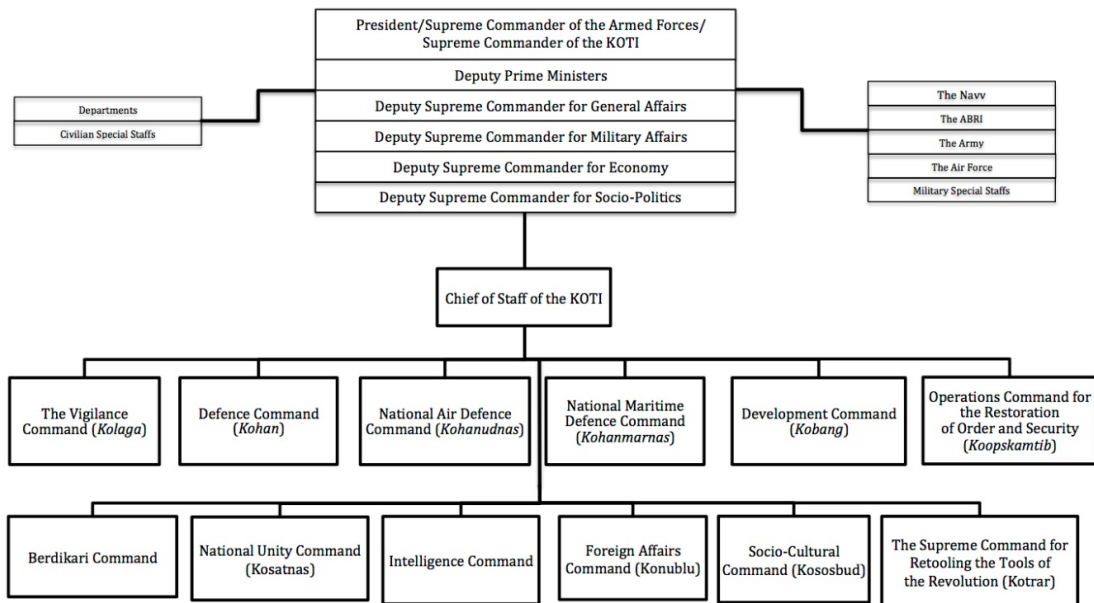 President/Supreme Commander of the Armed Forces/
Supreme Commander of the KOTI
Deputy Prime Ministers
Deputy Supreme Commander for General Affairs
Deputy Supreme Commander for Military Affairs
Deputy Supreme Commander for Economy
Deputy Supreme Commander for Socio-Politics
Departments
Civilian Special Staffs
The Navv
The ABRI
The Army
The Air Force
Military Special Staffs
Chief of Staff of the KOTI
The Vigilance
Command (Kolaga)
Defence Command
(Kohan)
National Air Defence
Command (Kohanudnas)
National Maritime
Defence Command
(Kohanmarnas)
Development Command
(Kobang)
Operations Command for
the Restoration
of Order and Security
(Koopskamtib)
Berdikari Command
National Unity Command
(Kosatnas)
Intelligence Command
Foreign Affairs
Command (Konublu)
Socio-Cultural
Command (Kososbud)
The Supreme Command for
Retooling the Tools of
the Revolution (Kotrar)